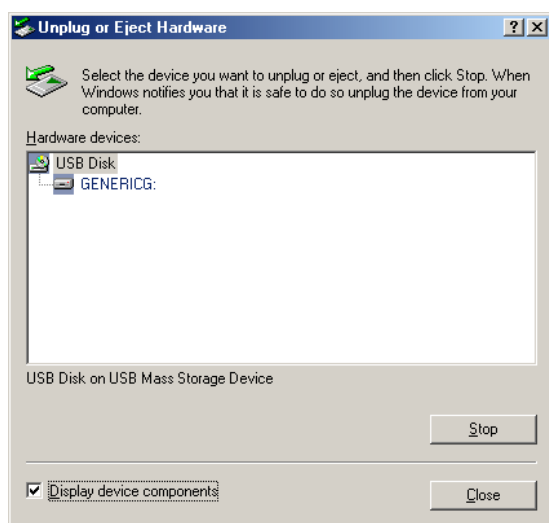 Unplug or Eject Hardware
Select the device you want to unplug or eject, and then click Stop. When
Windows notifies you that it is safe to do so unplug the device from your
computer.
Hardware devices:
USB Disk
GENERICG:
USB Disk on USB Mass Storage Device
Stop
Display device components
Close